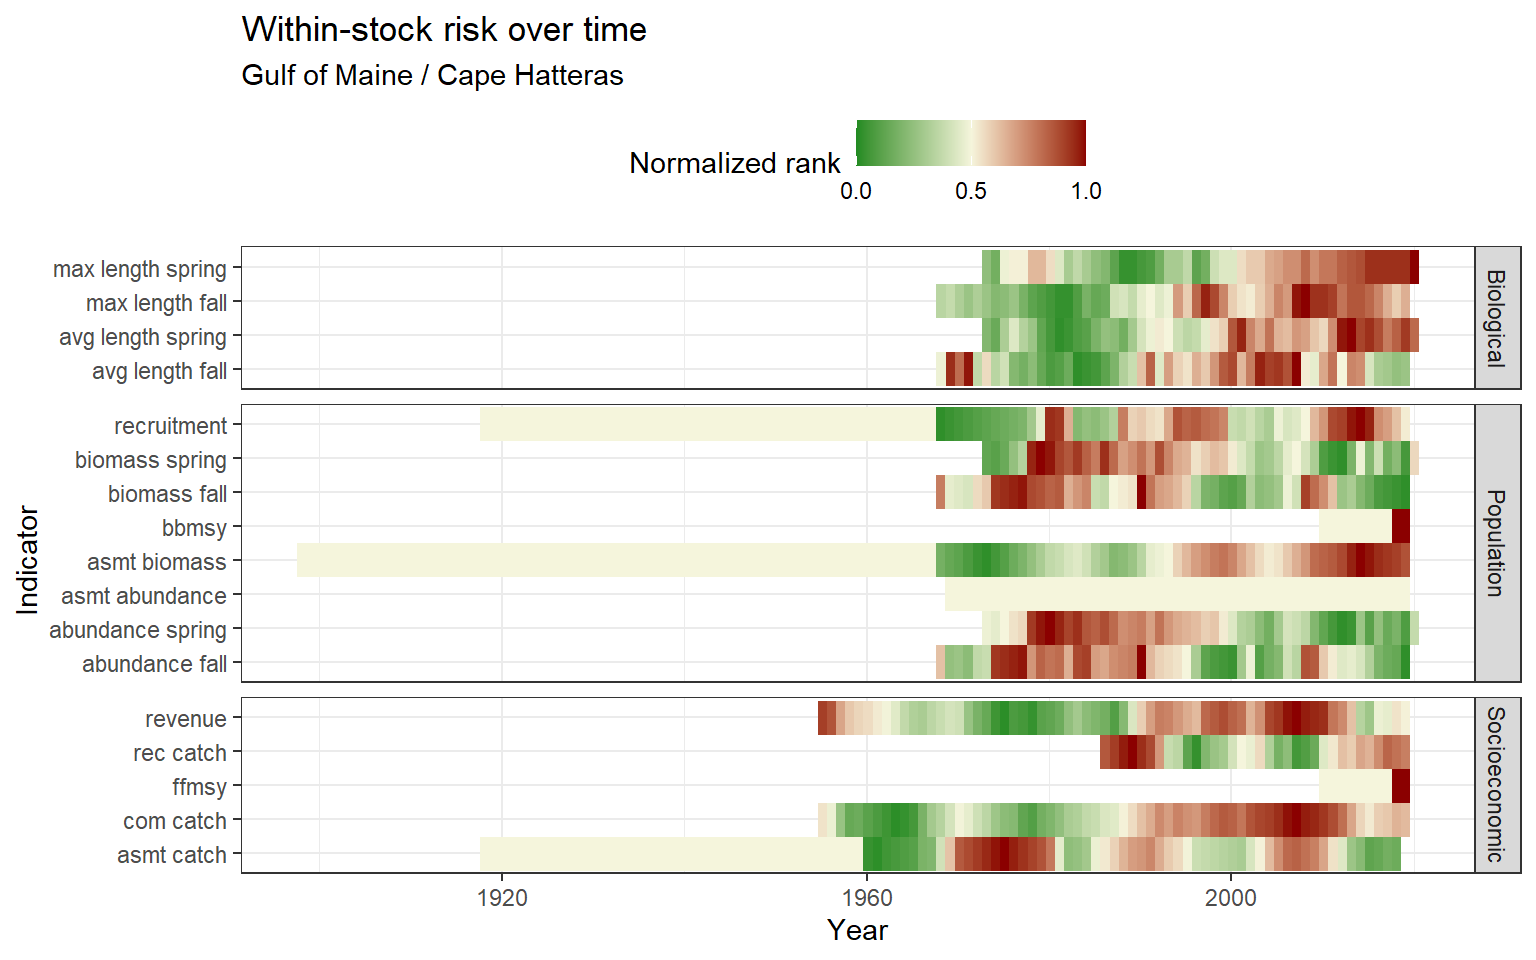 Within-stock risk over time
Gulf of Maine / Cape Hatteras
Normalized rank
0.0 0.5 1.0
max length spring
max length fall
avg length spring
avg length fall
Biological
recruitment
biomass spring
biomass fall
bbmsy
asmt biomass
asmt abundance
abundance spring
abundance fall
Population
revenue
rec catch
ffmsy
com catch
asmt catch
Socioeconomic
Indicator
1920 1960 2000
Year